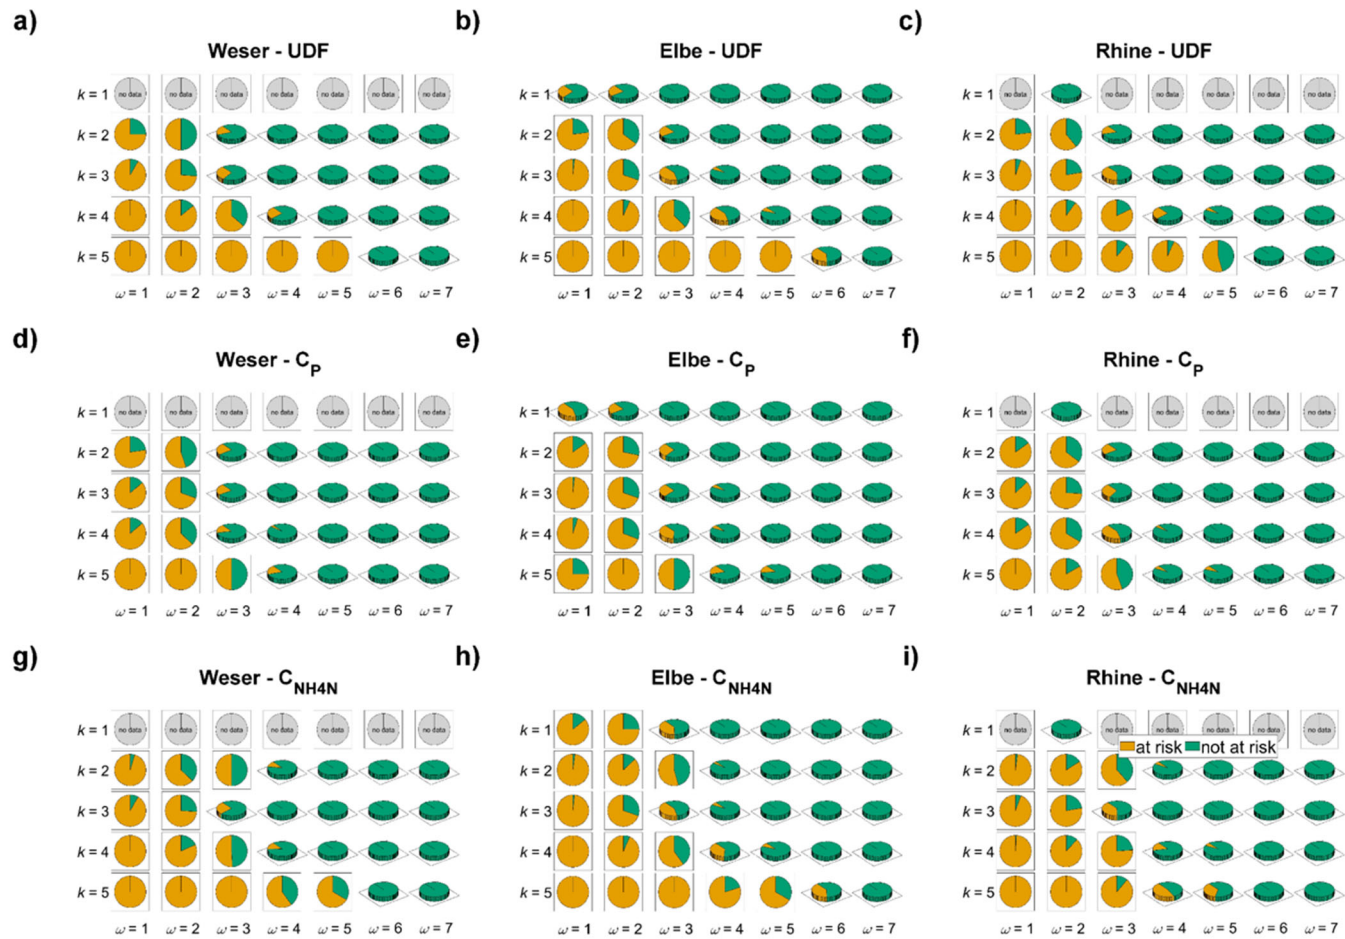 a)
b)
c)
Weser - UDF
Elbe - UDF
Rhine - UDF
k = 1 no data no data no data no data no data no data no data
k = 2
k = 3
k = 4
k = 5
ω = 1 ω = 2 ω = 3 ω = 4 ω = 5 ω = 6 ω = 7
k = 1
k = 2
k = 3
k = 4
k = 5
ω = 1 ω = 2 ω = 3 ω = 4 ω = 5 ω = 6 ω = 7
k = 1 no data no data no data no data no data no data
k = 2
k = 3
k = 4
k = 5
ω = 1 ω = 2 ω = 3 ω = 4 ω = 5 ω = 6 ω = 7
d)
e)
f)
Weser - CP
Elbe - CP
Rhine - CP
k = 1 no data no data no data no data no data no data no data
k = 2
k = 3
k = 4
k = 5
ω = 1 ω = 2 ω = 3 ω = 4 ω = 5 ω = 6 ω = 7
k = 1
k = 2
k = 3
k = 4
k = 5
ω = 1 ω = 2 ω = 3 ω = 4 ω = 5 ω = 6 ω = 7
k = 1 no data no data no data no data no data no data
k = 2
k = 3
k = 4
k = 5
ω = 1 ω = 2 ω = 3 ω = 4 ω = 5 ω = 6 ω = 7
g)
h)
i)
Weser - CNH4N
Elbe - CNH4N
Rhine - CNH4N
k = 1 no data no data no data no data no data no data no data
k = 2
k = 3
k = 4
k = 5
ω = 1 ω = 2 ω = 3 ω = 4 ω = 5 ω = 6 ω = 7
k = 1
k = 2
k = 3
k = 4
k = 5
ω = 1 ω = 2 ω = 3 ω = 4 ω = 5 ω = 6 ω = 7
k = 1 no data no data no data no data no data no data
at risk not at risk
k = 2
k = 3
k = 4
k = 5
ω = 1 ω = 2 ω = 3 ω = 4 ω = 5 ω = 6 ω = 7